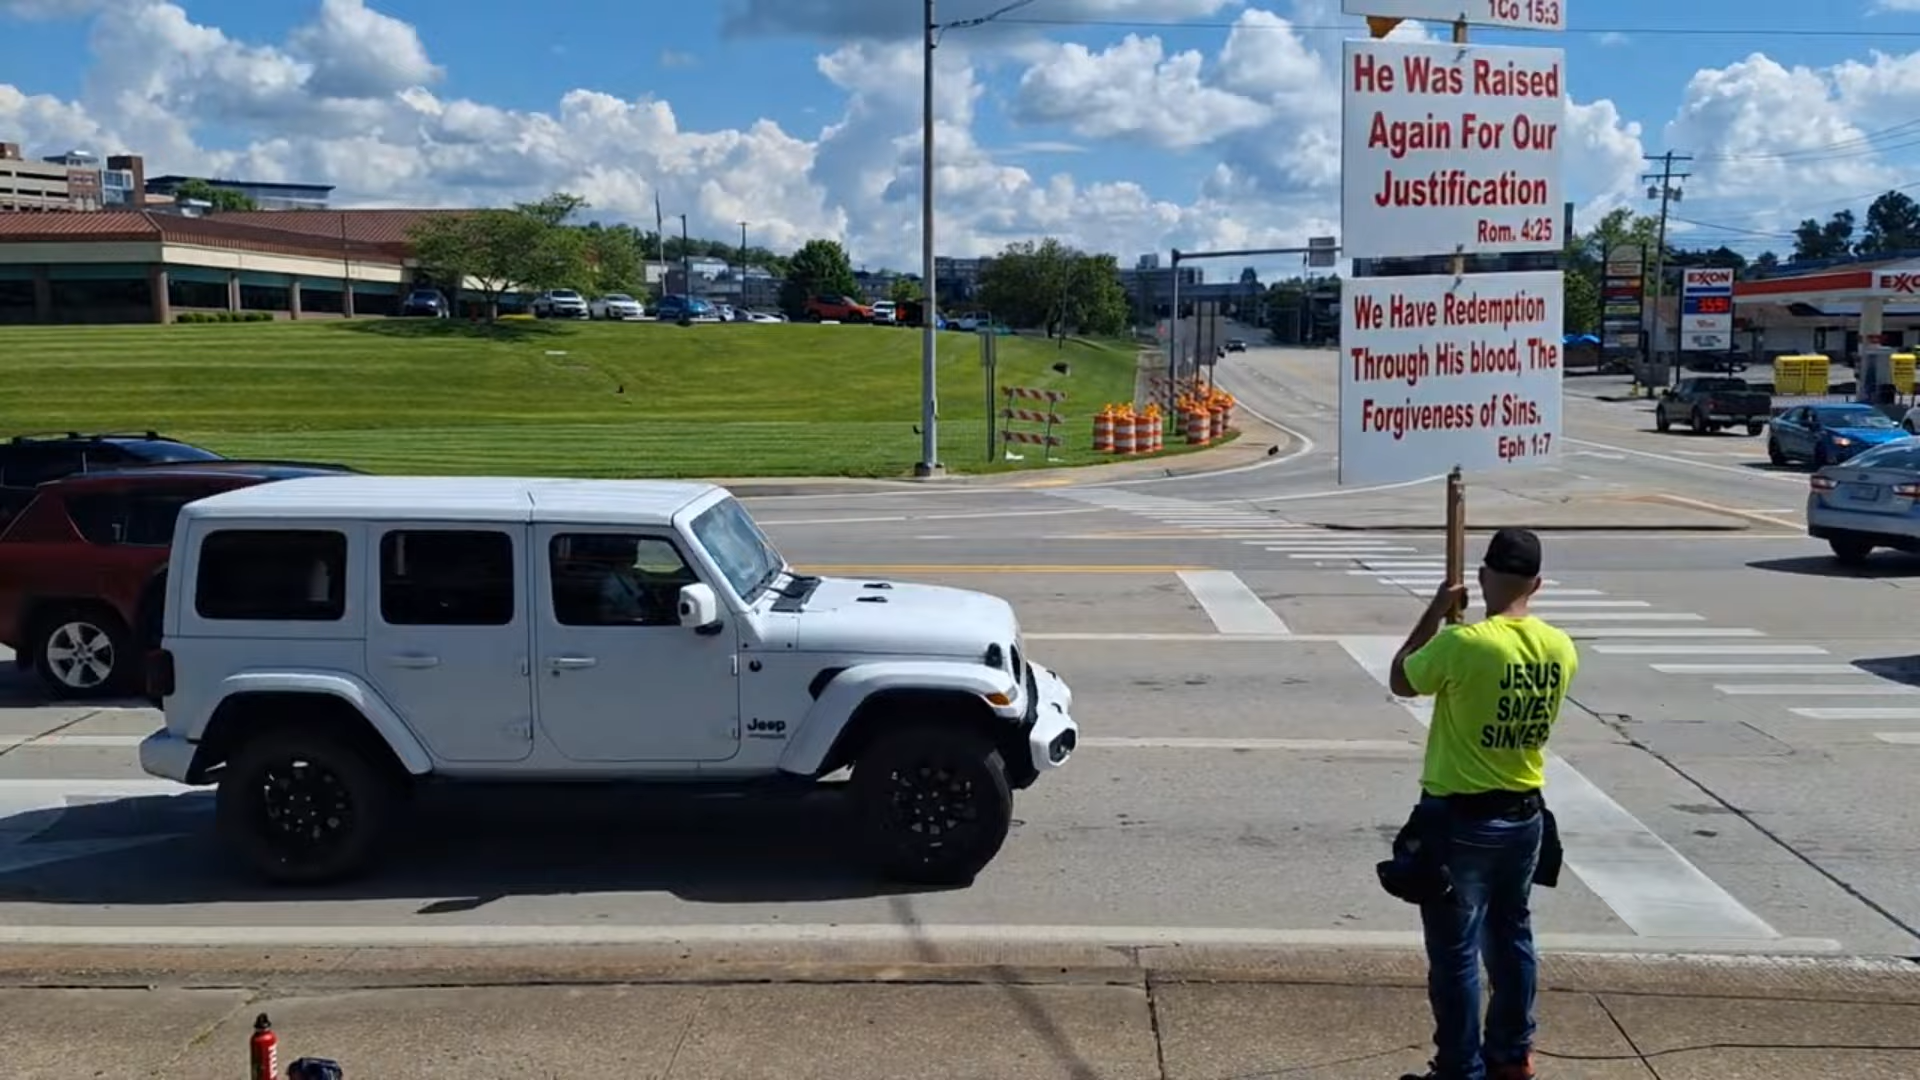 1Co 15:3
He Was Raised
Again For Our
Justification
Rom. 4:25
We Have Redemption
Through His blood, The
Forgiveness of Sins.
Eph 1:7
EXXON
JESUS
SAVES
SINNERS
Jeep